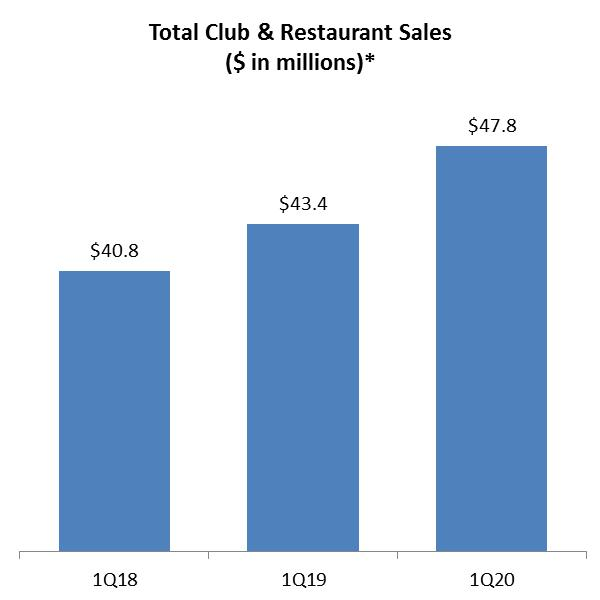 Total Club & Restaurant Sales
($ in millions)*
$47.8
$43.4
$40.8
1Q18 1Q19 1Q20